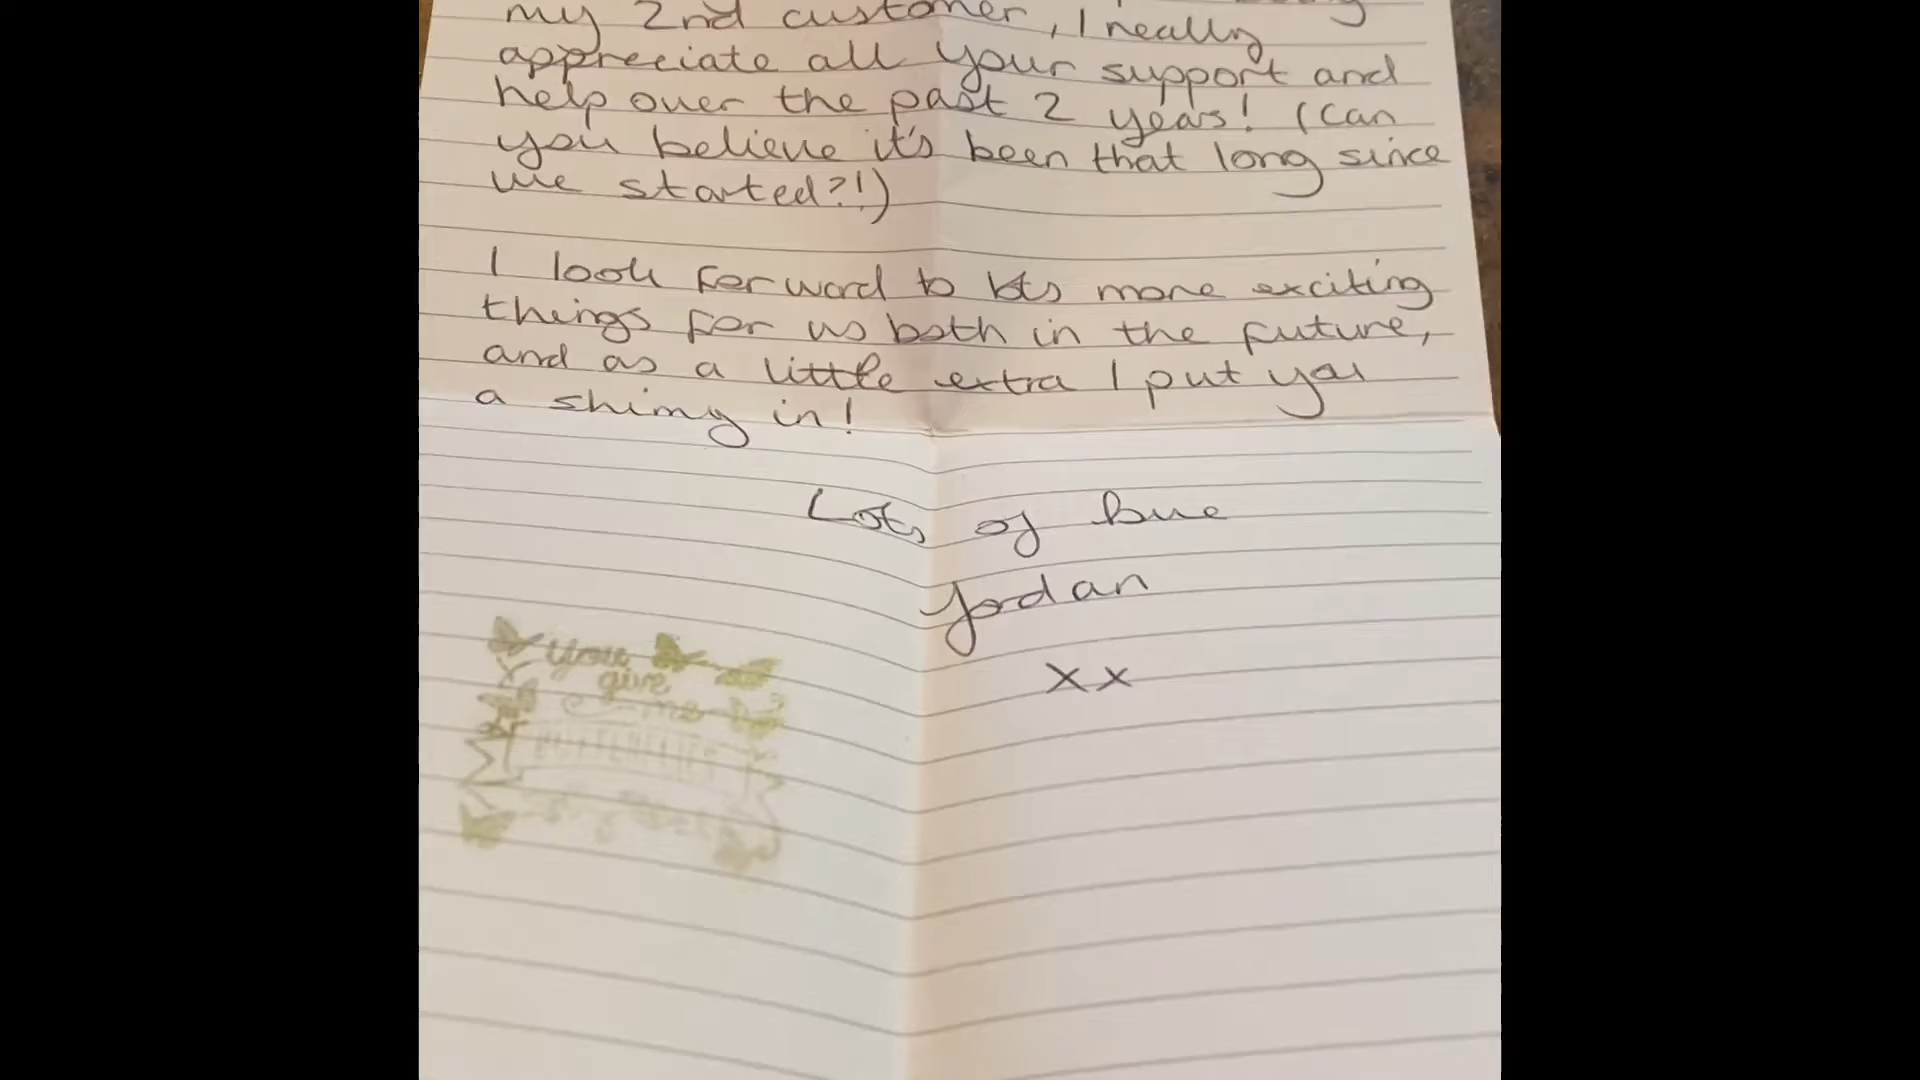 my 2nd customer, I really
appreciate all your support and
help over the past 2 years! (Can
you believe it's been that long since
we started?!)
I look forward to lots more exciting
things for us both in the future,
and as a little extra I put you
a shimy in!
Lots of love
Jordan
xx
you
give
me
BUTTERFLIES